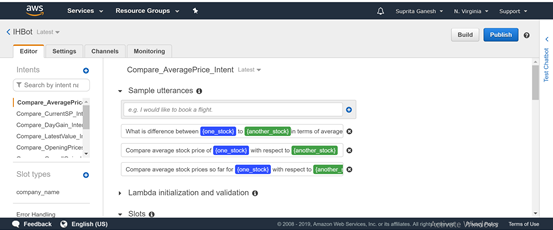 aws
Services Resource Groups Suprita Ganesh N. Virginia Support
IHBot Latest Build Publish
Editor Settings Channels Monitoring
Test Chatbot
Intents
Search by intent na
Compare_AveragePric
Compare_CurrentSP_Int
Compare_DayGain_Inte
Compare_LatestValue_I
Compare_OpeningPrice
Slot types
company_name
Error Handling
Compare_AveragePrice_Intent Latest
Sample utterances
e.g. I would like to book a flight.
What is difference between {one_stock} to {another_stock} in terms of average
Compare average stock price of {one_stock} with respect to {another_stock}
Compare average stock prices so far for {one_stock} with respect to {another_s
Lambda initialization and validation
Slots
Feedback English (US) © 2008 - 2019, Amazon Web Services, Inc. or its affiliates. All rights reserved. Privacy Policy Terms of Use
Activate Windows